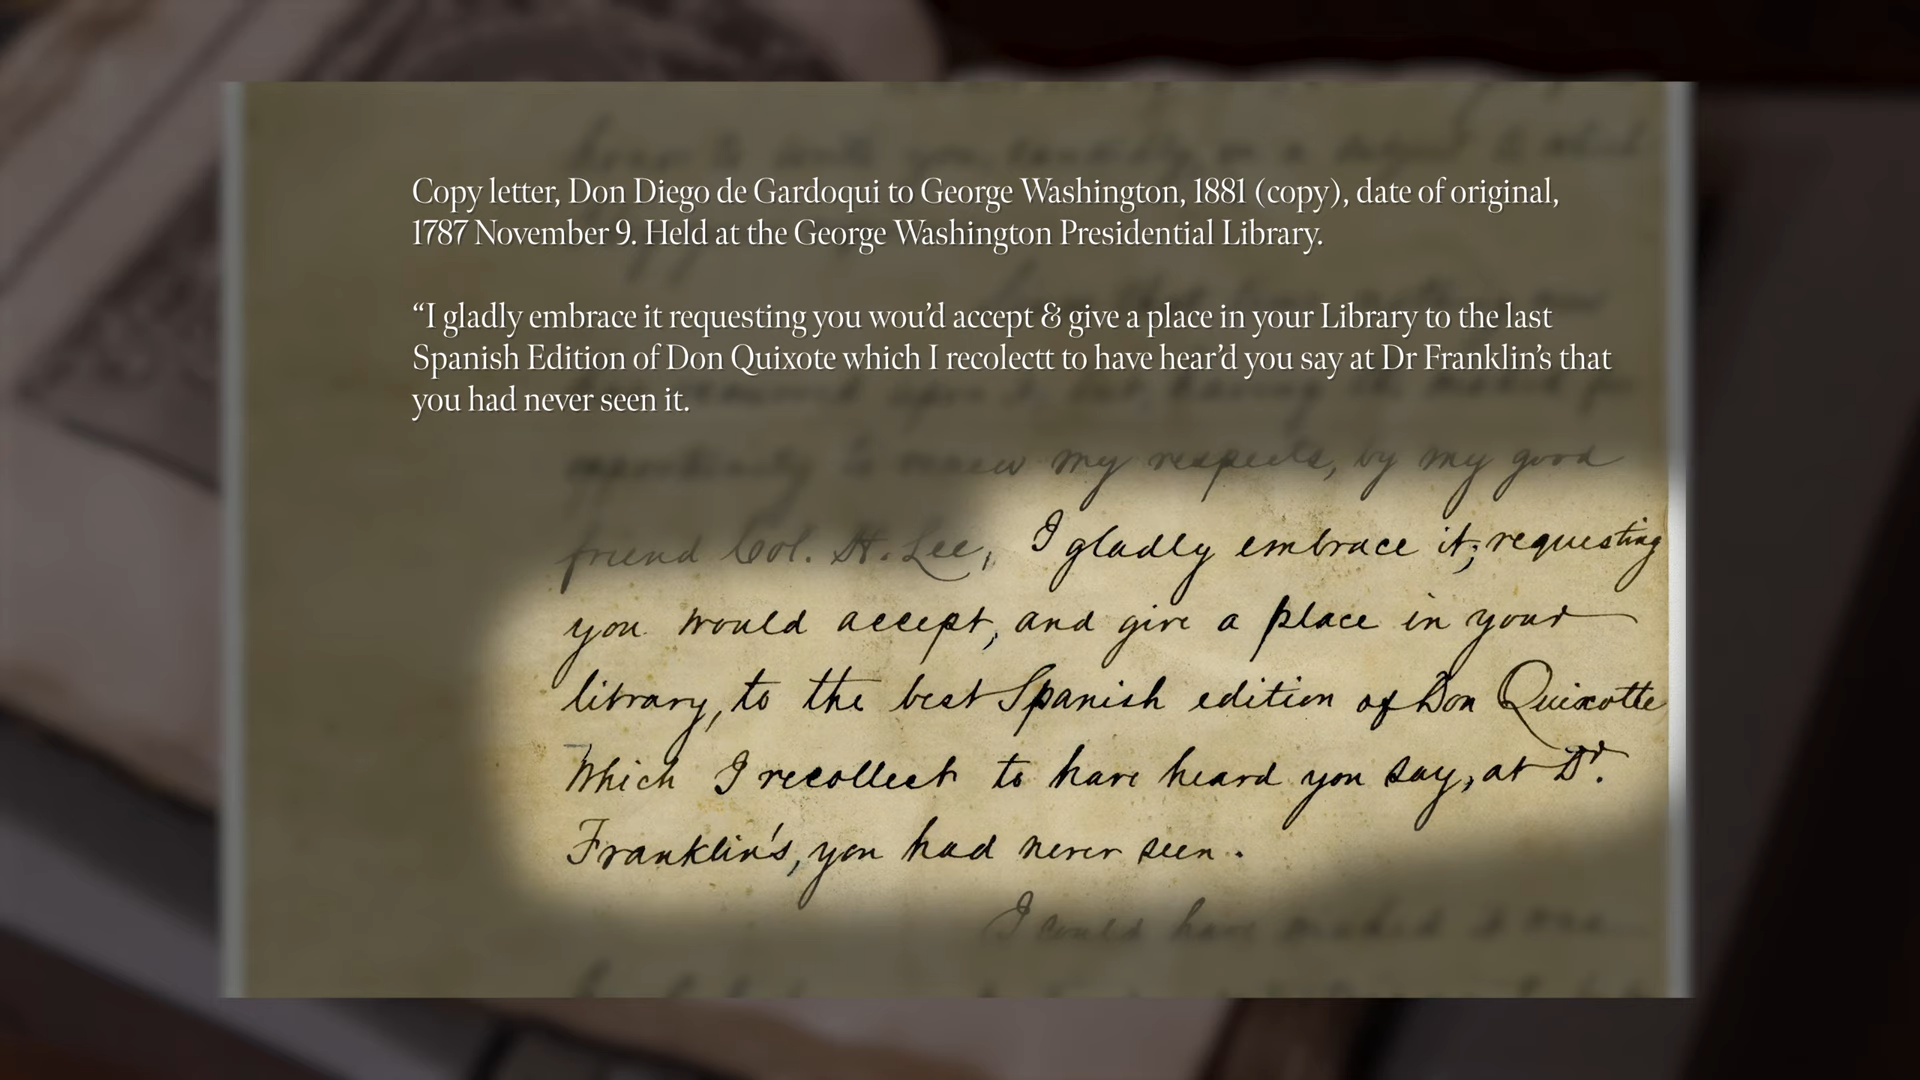 Copy letter, Don Diego de Gardoqui to George Washington, 1881 (copy), date of original,
1787 November 9. Held at the George Washington Presidential Library.
“I gladly embrace it requesting you wou’d accept & give a place in your Library to the last
Spanish Edition of Don Quixote which I recolectt to have hear’d you say at Dr Franklin’s that
you had never seen it.
my respects, by my good
friend Col. H. Lee, I gladly embrace it; requesting
you would accept, and give a place in your
library, to the best Spanish edition of Don Quixotte
Which I recollect to have heard you say, at Dr.
Franklin's, you had never seen.
I could have